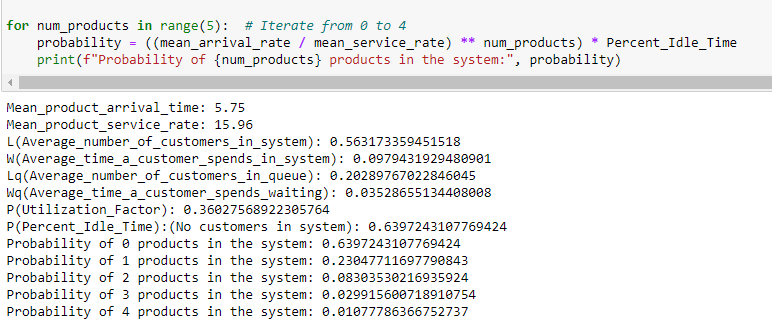 for num_products in range(5):  # Iterate from 0 to 4
    probability = ((mean_arrival_rate / mean_service_rate) ** num_products) * Percent_Idle_Time
    print(f"Probability of {num_products} products in the system:", probability)
Mean_product_arrival_time: 5.75
Mean_product_service_rate: 15.96
L(Average_number_of_customers_in_system): 0.563173359451518
W(Average_time_a_customer_spends_in_system): 0.0979431929480901
Lq(Average_number_of_customers_in_queue): 0.20289767022846045
Wq(Average_time_a_customer_spends_waiting): 0.03528655134408008
P(Utilization_Factor): 0.36027568922305764
P(Percent_Idle_Time):(No customers in system): 0.6397243107769424
Probability of 0 products in the system: 0.6397243107769424
Probability of 1 products in the system: 0.23047711697790843
Probability of 2 products in the system: 0.08303530216935924
Probability of 3 products in the system: 0.029915600718910754
Probability of 4 products in the system: 0.01077786366752737